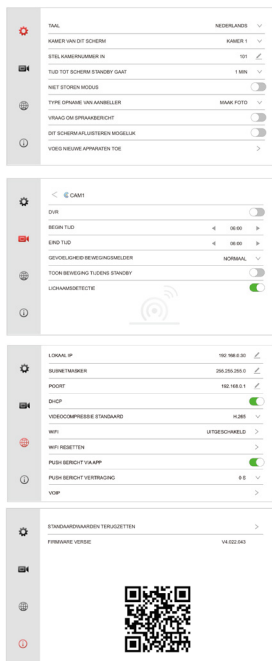 TAAL NEDERLANDS
KAMER VAN DIT SCHERM KAMER 1
STEL KAMERNUMMER IN 101
TIJD TOT SCHERM STANDBY GAAT 1 MIN
NIET STOREN MODUS
TYPE OPNAME VAN AANBELLER MAAK FOTO
VRAAG OM SPRAAKBERICHT
DIT SCHERM AFLUISTEREN MOGELIJK
VOEG NIEUWE APPARATEN TOE
CAM1
DVR
BEGIN TIJD 00:00
EIND TIJD 00:00
GEVOELIGHEID BEWEGINGSMELDER NORMAAL
TOON BEWEGING TIJDENS STANDBY
LICHAAMSDETECTIE
LOKAAL IP 192.168.0.30
SUBNETMASKER 255.255.255.0
POORT 192.168.0.1
DHCP
VIDEOCOMPRESSIE STANDAARD H.265
WIFI UITGESCHAKELD
WIFI RESETTEN
PUSH BERICHT VIA APP
PUSH BERICHT VERTRAGING 6 S
VOIP
STANDAARDWAARDEN TERUGZETTEN
FIRMWARE VERSIE V4.022.043